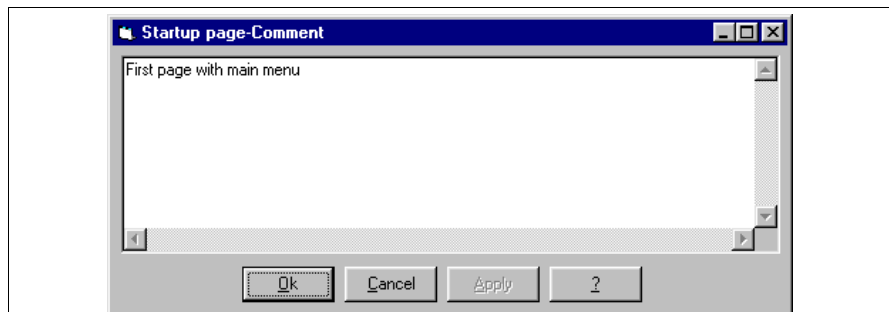 Startup page-Comment
First page with main menu
Ok Cancel Apply ?